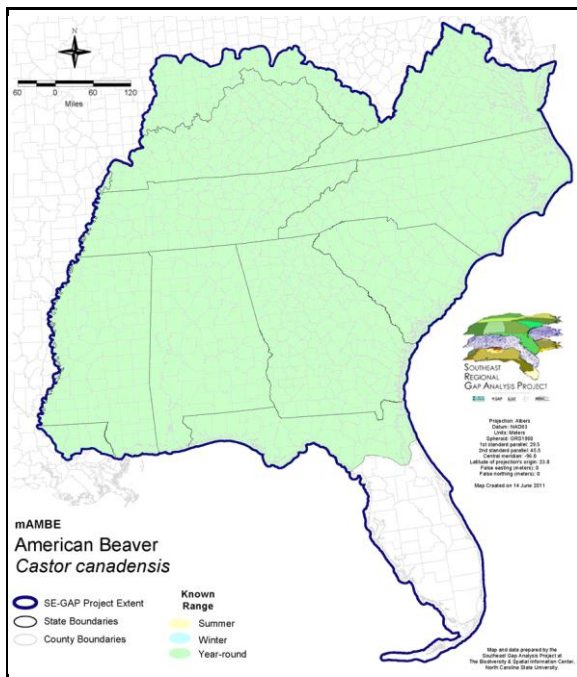 N
60 0 60 120
Miles
SOUTHEAST
REGIONAL
GAP ANALYSIS PROJECT
Projection: Albers
Datum: NAD83
Units: Meters
Spheroid: GRS1980
1st standard parallel: 29.5
2nd standard parallel: 45.5
Central meridian: -96.0
Latitude of projection's origin: 23.0
False easting (meters): 0
False northing (meters): 0
Map Created on 14 June 2011
mAMBE
American Beaver
Castor canadensis
SE-GAP Project Extent
State Boundaries
County Boundaries
Known
Range
Summer
Winter
Year-round
Map and data prepared by the
Southeast Gap Analysis Project at
The Biodiversity & Spatial Information Center,
North Carolina State University.